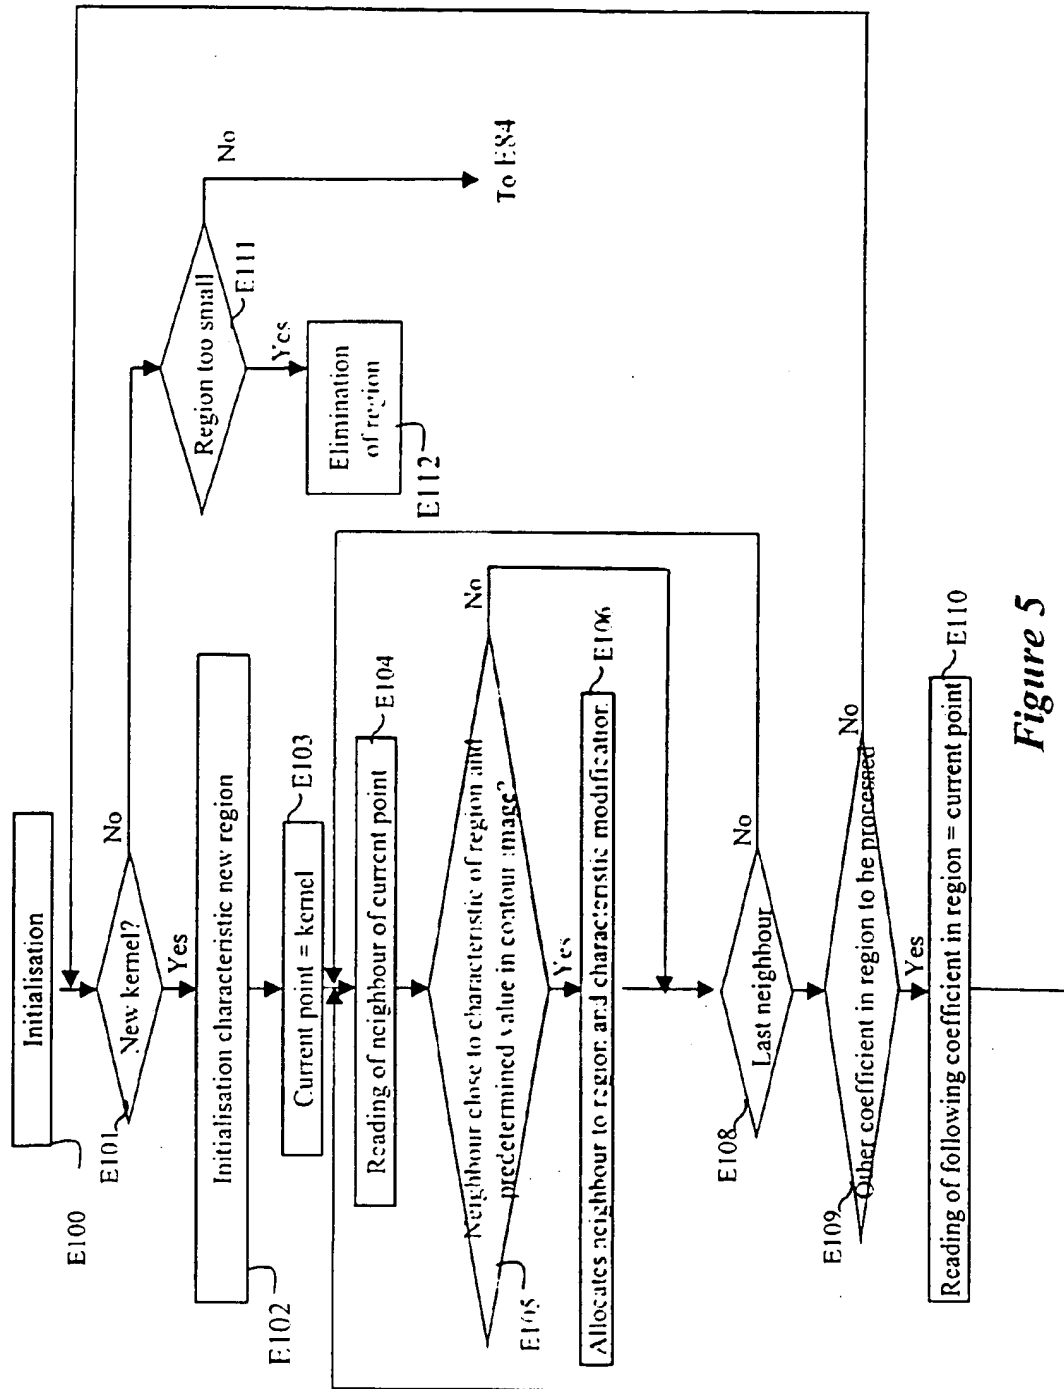 Initialisation
E100
New kernel?
E101
No
Yes
Initialisation characteristic new region
E102
Current point = kernel
E103
Reading of neighbour of current point
E104
Neighbour close to characteristic of region and
predetermined value in contour image?
E105
No
Yes
Allocates neighbour to region and characteristic modification
E106
Last neighbour
E108
No
Other coefficient in region to be processed
E109
No
Yes
Reading of following coefficient in region = current point
E110
Region too small
E111
No
Yes
Elimination
of region
E112
To E84
Figure 5